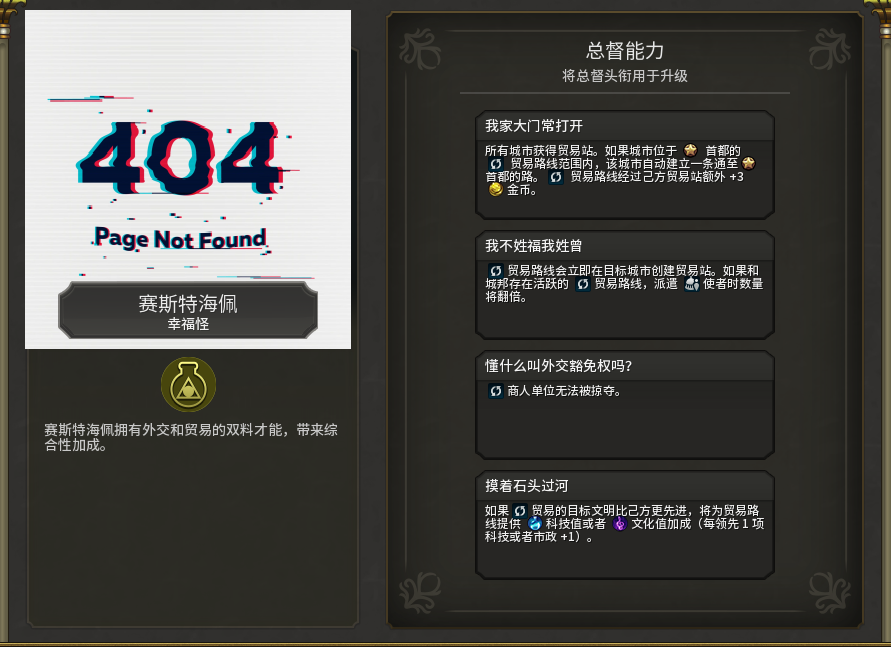 404
Page Not Found
赛斯特海佩
幸福怪
赛斯特海佩拥有外交和贸易的双料才能，带来综
合性加成。
总督能力
将总督头衔用于升级
我家大门常打开
所有城市获得贸易站。如果城市位于 首都的
贸易路线范围内，该城市自动建立一条通至
首都的路。 贸易路线经过己方贸易站额外 +3
金币。
我不姓福我姓曾
贸易路线会立即在目标城市创建贸易站。如果和
城邦存在活跃的 贸易路线，派遣 使者时数量
将翻倍。
懂什么叫外交豁免权吗？
商人单位无法被掠夺。
摸着石头过河
如果 贸易的目标文明比己方更先进，将为贸易路
线提供 科技值或者 文化值加成（每领先 1 项
科技或者市政 +1）。